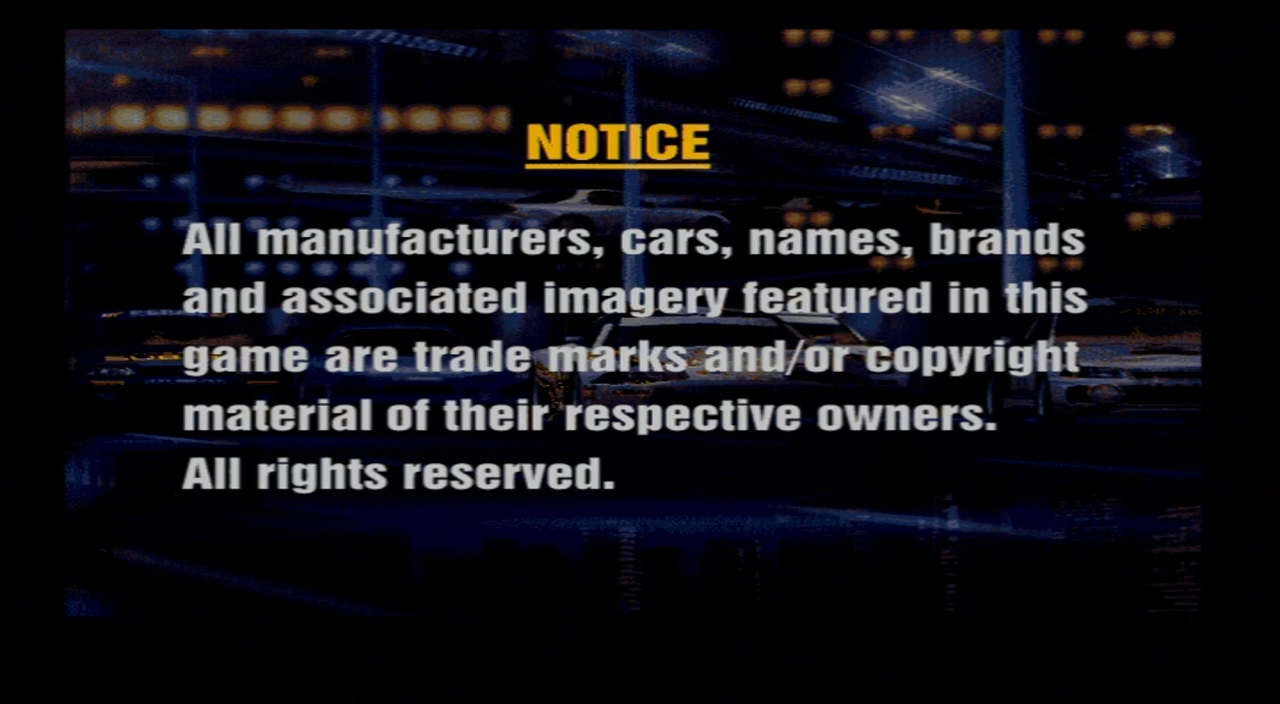 NOTICE
All manufacturers, cars, names, brands
and associated imagery featured in this
game are trade marks and/or copyright
material of their respective owners.
All rights reserved.